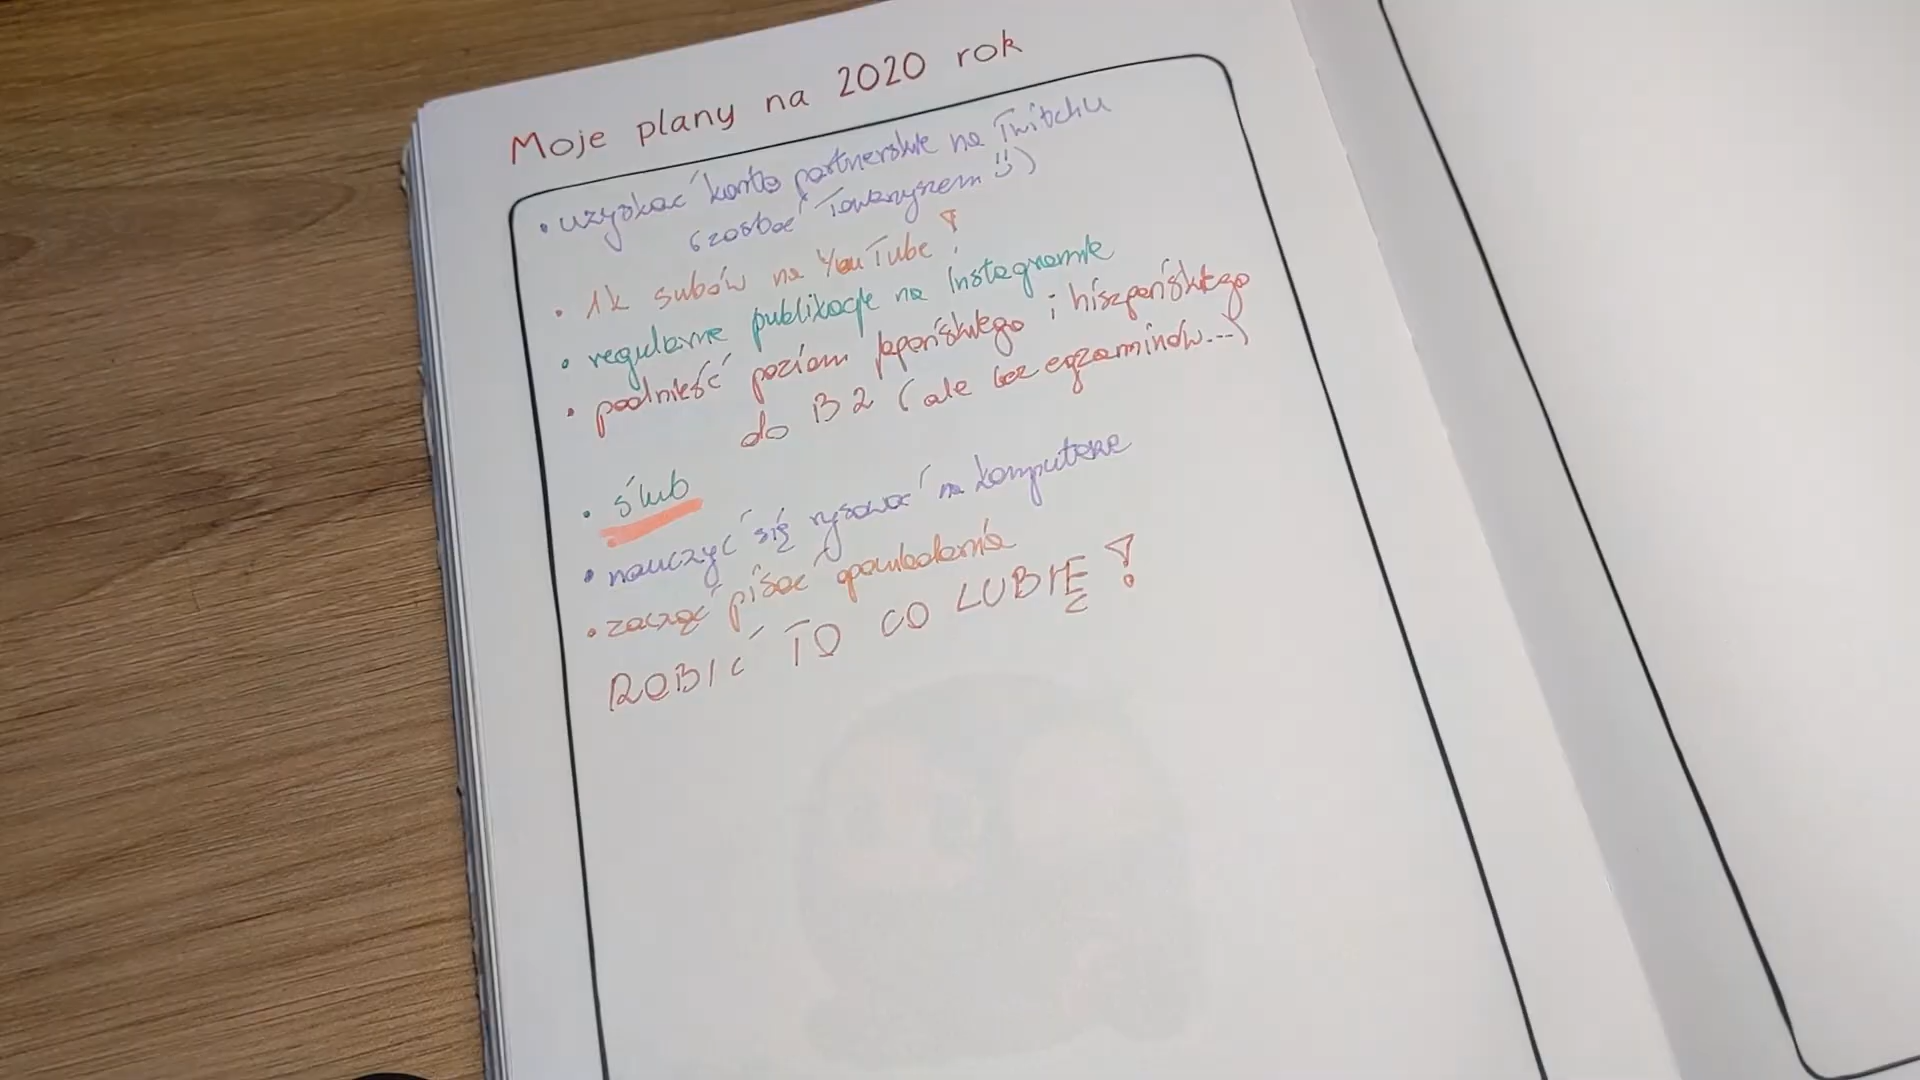 Moje plany na 2020 rok
• uzyskać konto partnerskie na Twitchu
(zostać Towarzyszem :))
• 1k subów na YouTube!
• regularne publikacje na Instagramie
• podnieść poziom japońskiego i hiszpańskiego
do B2 (ale bez egzaminów...)
• ślub
• nauczyć się rysować na komputerze
• zacząć pisać opowiadania
ROBIĆ TO CO LUBIĘ!